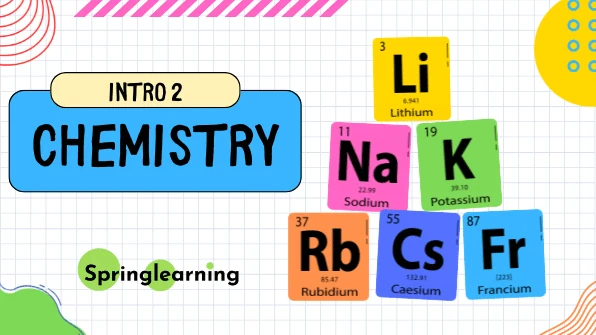 INTRO 2
CHEMISTRY
Springlearning
3
Li
6.941
Lithium
11
Na
22.99
Sodium
19
K
39.10
Potassium
37
Rb
85.47
Rubidium
55
Cs
132.91
Caesium
87
Fr
[223]
Francium